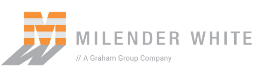 MILENDER WHITE
// A Graham Group Company